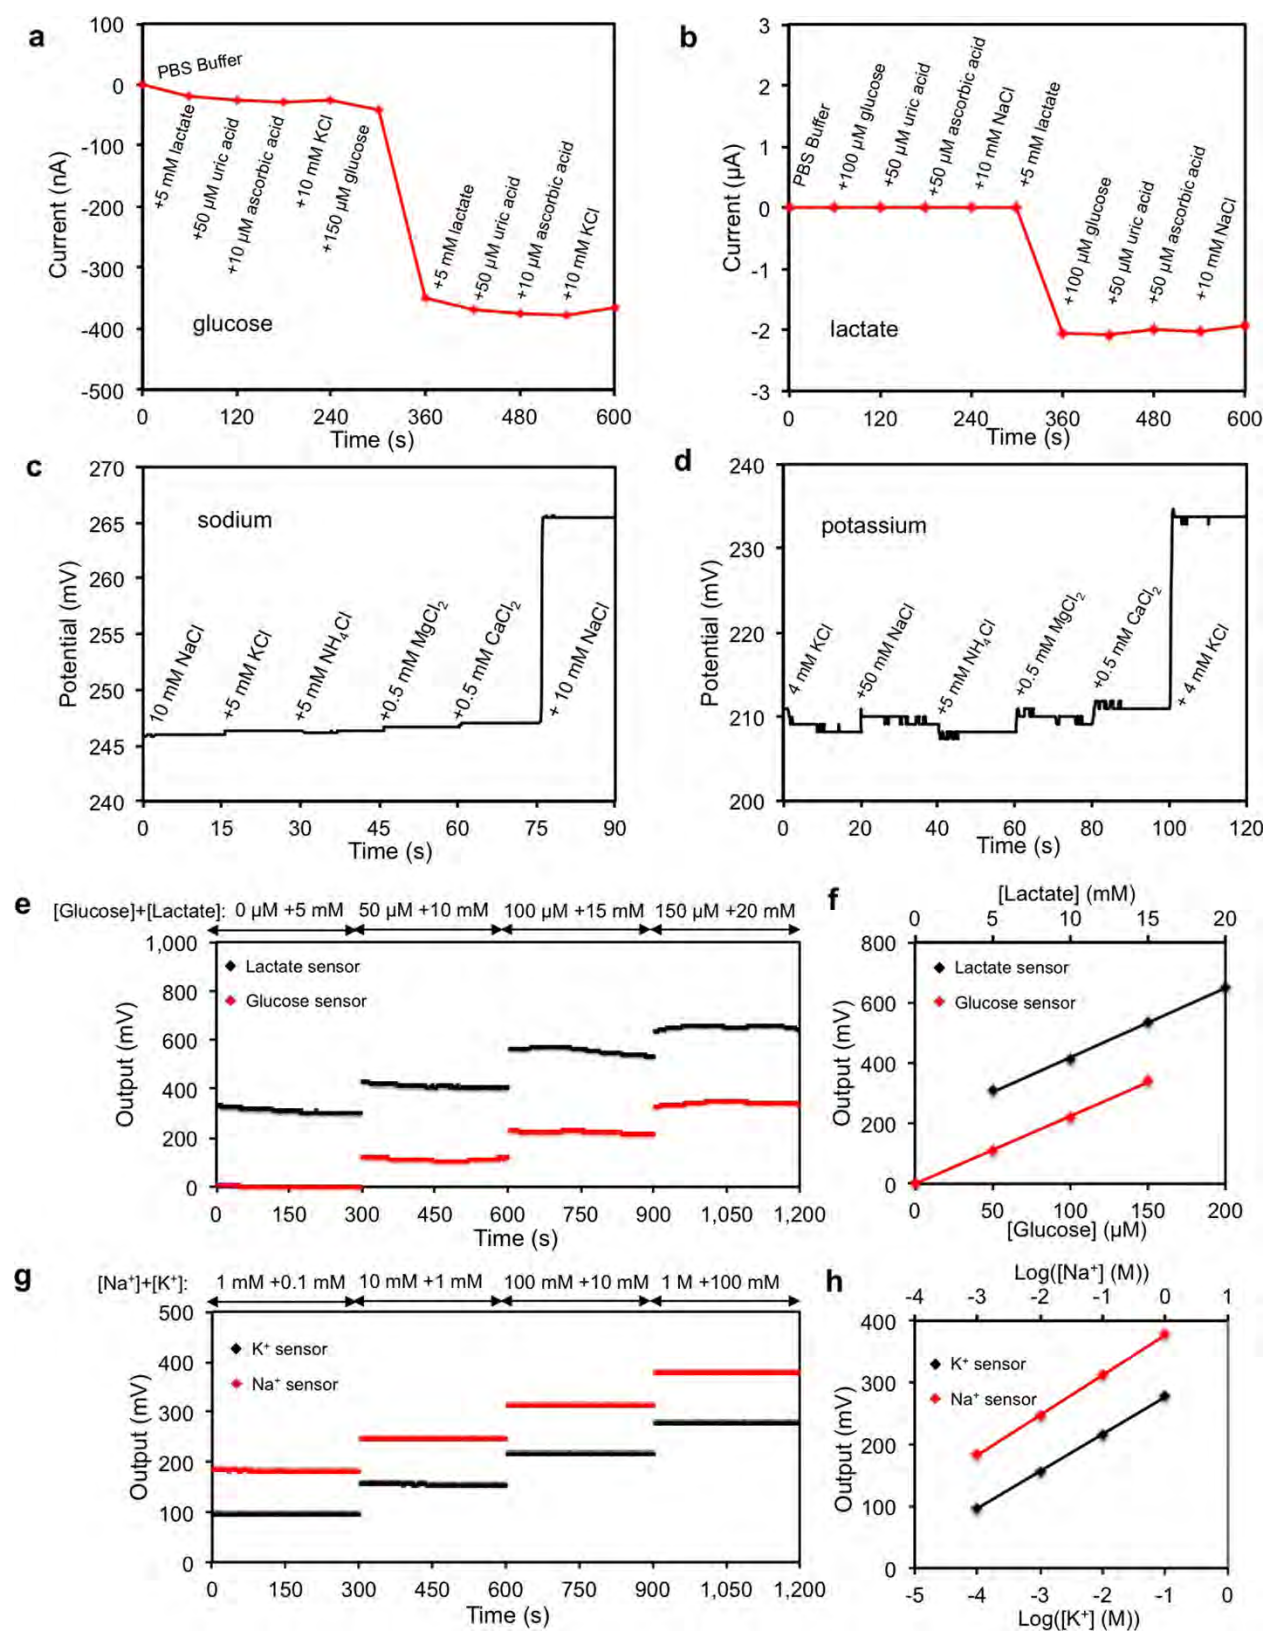 a
100
0
-100
-200
-300
-400
-500
Current (nA)
PBS Buffer
+5 mM lactate
+50 µM uric acid
+10 µM ascorbic acid
+10 mM KCl
+150 µM glucose
+5 mM lactate
+50 µM uric acid
+10 µM ascorbic acid
+10 mM KCl
glucose
0 120 240 360 480 600
Time (s)
b
3
2
1
0
-1
-2
-3
Current (µA)
PBS Buffer
+100 µM glucose
+50 µM uric acid
+50 µM ascorbic acid
+10 mM NaCl
+5 mM lactate
+100 µM glucose
+50 µM uric acid
+50 µM ascorbic acid
+10 mM NaCl
lactate
0 120 240 360 480 600
Time (s)
c
270
265
260
255
250
245
240
Potential (mV)
sodium
10 mM NaCl
+5 mM KCl
+5 mM NH₄Cl
+0.5 mM MgCl₂
+0.5 mM CaCl₂
+ 10 mM NaCl
0 15 30 45 60 75 90
Time (s)
d
240
230
220
210
200
Potential (mV)
potassium
4 mM KCl
+50 mM NaCl
+5 mM NH₄Cl
+0.5 mM MgCl₂
+0.5 mM CaCl₂
+ 4 mM KCl
0 20 40 60 80 100 120
Time (s)
e
[Glucose]+[Lactate]: 0 µM +5 mM 50 µM +10 mM 100 µM +15 mM 150 µM +20 mM
1,000
800
600
400
200
0
Output (mV)
Lactate sensor
Glucose sensor
0 150 300 450 600 750 900 1,050 1,200
Time (s)
f
[Lactate] (mM)
0 5 10 15 20
800
600
400
200
0
Output (mV)
Lactate sensor
Glucose sensor
0 50 100 150 200
[Glucose] (µM)
g
[Na⁺]+[K⁺]: 1 mM +0.1 mM 10 mM +1 mM 100 mM +10 mM 1 M +100 mM
500
400
300
200
100
0
Output (mV)
K⁺ sensor
Na⁺ sensor
0 150 300 450 600 750 900 1,050 1,200
Time (s)
h
Log([Na⁺] (M))
-4 -3 -2 -1 0 1
400
300
200
100
0
Output (mV)
K⁺ sensor
Na⁺ sensor
-5 -4 -3 -2 -1 0
Log([K⁺] (M))